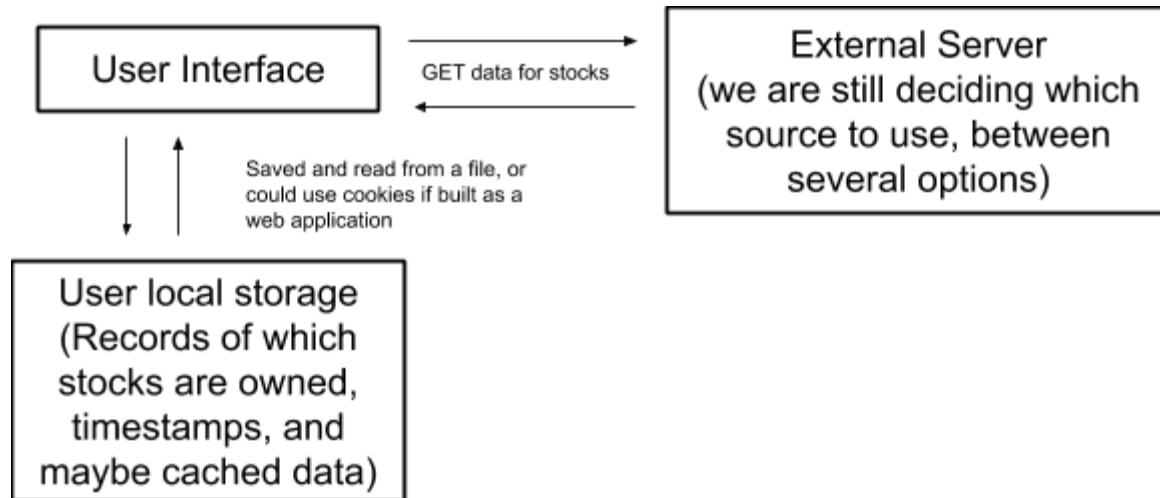 User Interface
GET data for stocks
External Server
(we are still deciding which
source to use, between
several options)
Saved and read from a file, or
could use cookies if built as a
web application
User local storage
(Records of which
stocks are owned,
timestamps, and
maybe cached data)